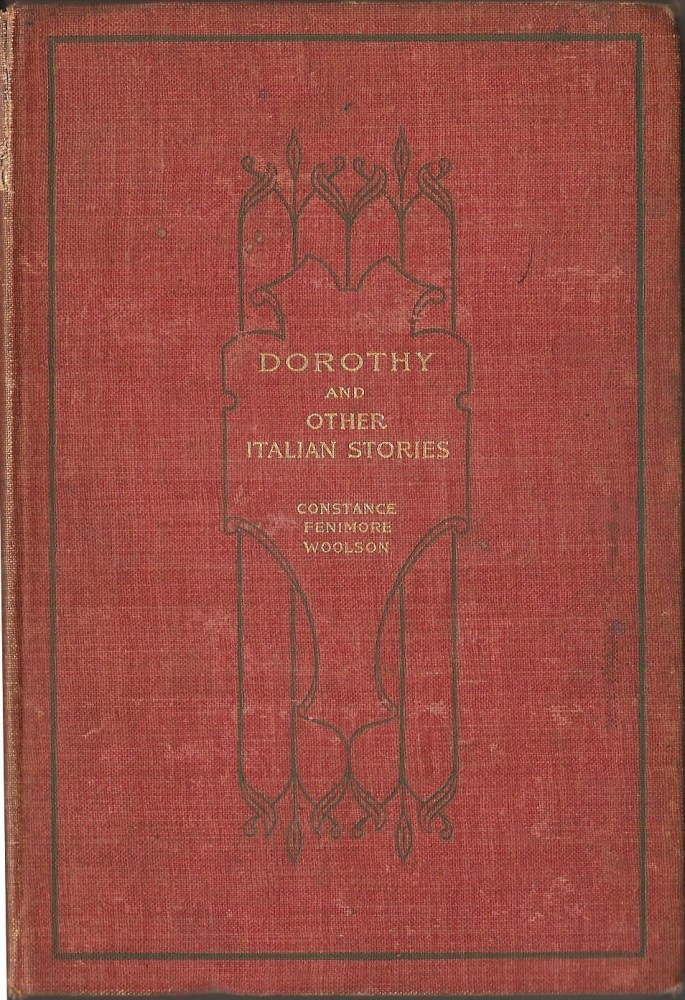 DOROTHY
AND
OTHER
ITALIAN STORIES
CONSTANCE
FENIMORE
WOOLSON